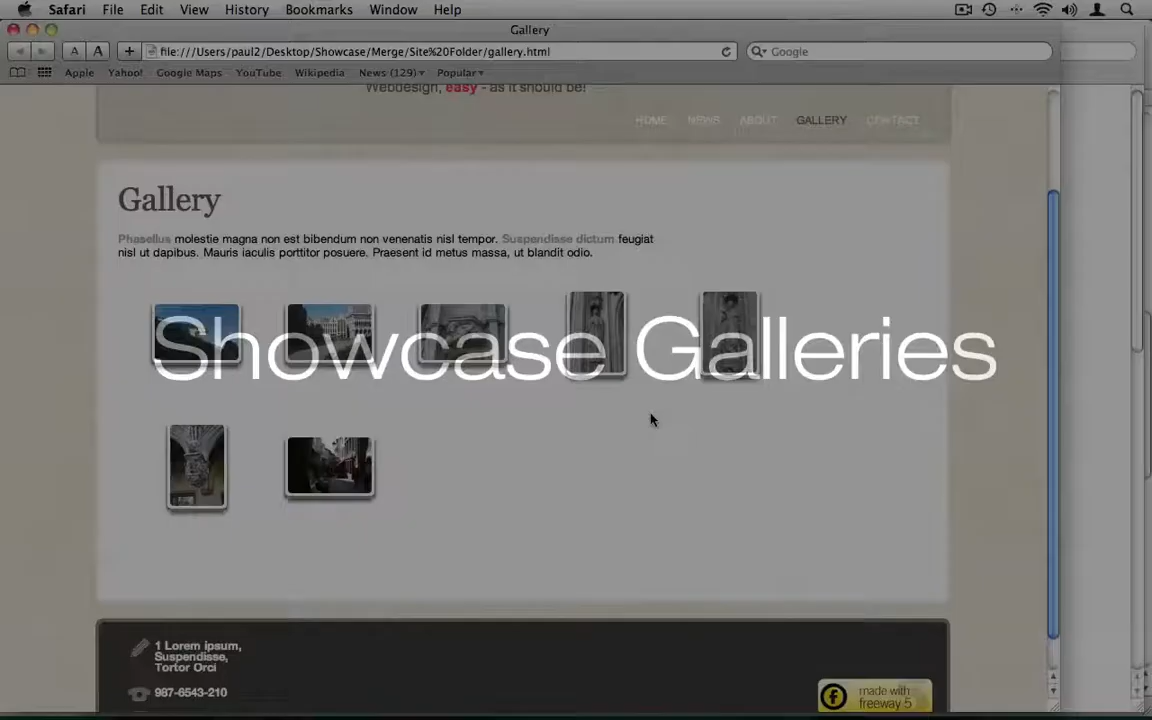 Safari File Edit View History Bookmarks Window Help
Gallery
A A + file:///Users/paul2/Desktop/Showcase/Merge/Site%20Folder/gallery.html Google
Apple Yahoo! Google Maps YouTube Wikipedia News (129) Popular
Webdesign, easy - as it should be!
HOME NEWS ABOUT GALLERY CONTACT
Gallery
Phasellus molestie magna non est bibendum non venenatis nisl tempor. Suspendisse dictum feugiat
nisl ut dapibus. Mauris iaculis porttitor posuere. Praesent id metus massa, ut blandit odio.
Showcase Galleries
1 Lorem ipsum,
Suspendisse,
Tortor Orci
987-6543-210
made with
freeway 5